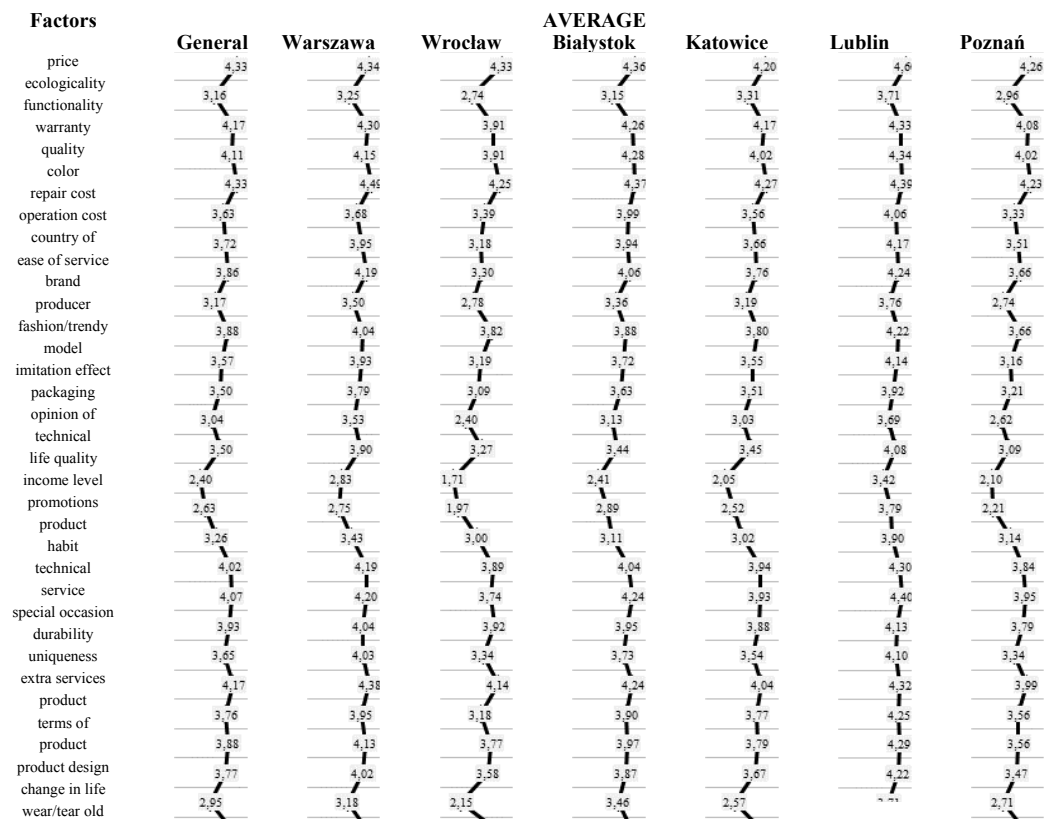 Factors
AVERAGE
General Warszawa Wrocław Białystok Katowice Lublin Poznań
price
ecologicality
functionality
warranty
quality
color
repair cost
operation cost
country of
ease of service
brand
producer
fashion/trendy
model
imitation effect
packaging
opinion of
technical
life quality
income level
promotions
product
habit
technical
service
special occasion
durability
uniqueness
extra services
product
terms of
product
product design
change in life
wear/tear old
4,33 4,34 4,33 4,36 4,20 4,26
3,16 3,25 2,74 3,15 3,31 3,71 2,96
4,17 4,30 3,91 4,26 4,17 4,33 4,08
4,11 4,15 3,91 4,28 4,02 4,34 4,02
4,33 4,49 4,25 4,37 4,27 4,39 4,23
3,63 3,68 3,39 3,99 3,56 4,06 3,33
3,72 3,95 3,18 3,94 3,66 4,17 3,51
3,86 4,19 3,30 4,06 3,76 4,24 3,66
3,17 3,50 2,78 3,36 3,19 3,76 2,74
3,88 4,04 3,82 3,88 3,80 4,22 3,66
3,57 3,93 3,19 3,72 3,55 4,14 3,16
3,50 3,79 3,09 3,63 3,51 3,92 3,21
3,04 3,53 2,40 3,13 3,03 3,69 2,62
3,50 3,90 3,27 3,44 3,45 4,08 3,09
2,40 2,83 1,71 2,41 2,05 3,42 2,10
2,63 2,75 1,97 2,89 2,52 3,79 2,21
3,26 3,43 3,00 3,11 3,02 3,90 3,14
4,02 4,19 3,89 4,04 3,94 4,30 3,84
4,07 4,20 3,74 4,24 3,93 4,40 3,95
3,93 4,04 3,92 3,95 3,88 4,13 3,79
3,65 4,03 3,34 3,73 3,54 4,10 3,34
4,17 4,38 4,14 4,24 4,04 4,32 3,99
3,76 3,95 3,18 3,90 3,77 4,25 3,56
3,88 4,13 3,77 3,97 3,79 4,29 3,56
3,77 4,02 3,58 3,87 3,67 4,22 3,47
2,95 3,18 2,15 3,46 2,57 2,71